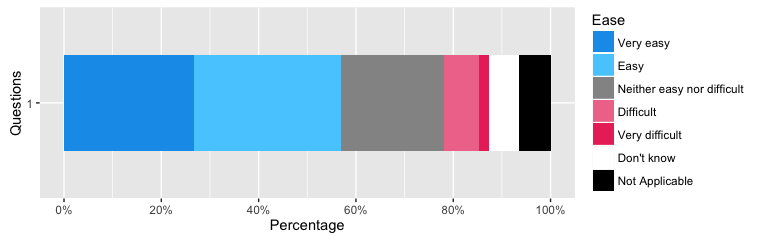 Questions
1
0%
20%
40%
60%
80%
100%
Percentage
Ease
Very easy
Easy
Neither easy nor difficult
Difficult
Very difficult
Don't know
Not Applicable